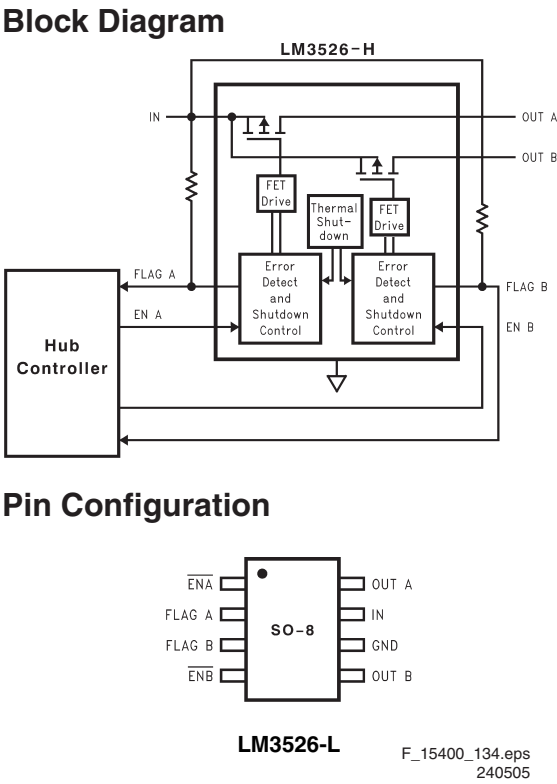 Block Diagram
LM3526-H
IN
OUT A
OUT B
FET
Drive
Thermal
Shut-
down
FET
Drive
FLAG A
Error
Detect
and
Shutdown
Control
Error
Detect
and
Shutdown
Control
FLAG B
EN A
EN B
Hub
Controller
Pin Configuration
E̅N̅A̅
OUT A
FLAG A
IN
SO-8
FLAG B
GND
E̅N̅B̅
OUT B
LM3526-L
F_15400_134.eps
240505